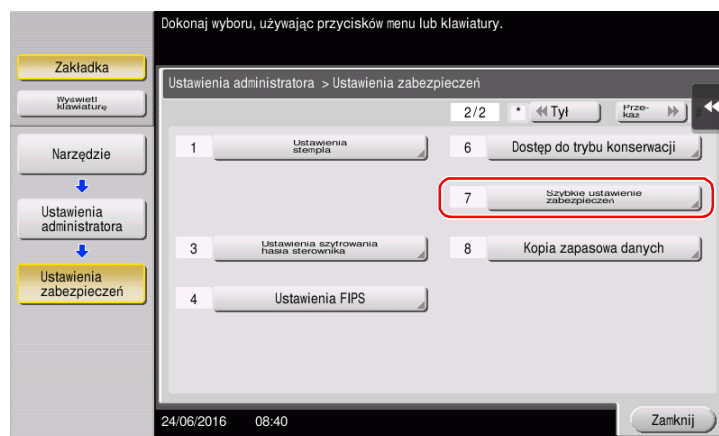 Dokonaj wyboru, używając przycisków menu lub klawiatury.
Zakładka
Ustawienia administratora > Ustawienia zabezpieczeń
Wyświetl
klawiaturę
2/2
*
Tył
Prze-
każ
Narzędzie
1
Ustawienia
stempla
6
Dostęp do trybu konserwacji
7
Szybkie ustawienie
zabezpieczeń
Ustawienia
administratora
3
Ustawienia szyfrowania
hasła sterownika
8
Kopia zapasowa danych
Ustawienia
zabezpieczeń
4
Ustawienia FIPS
24/06/2016 08:40
Zamknij